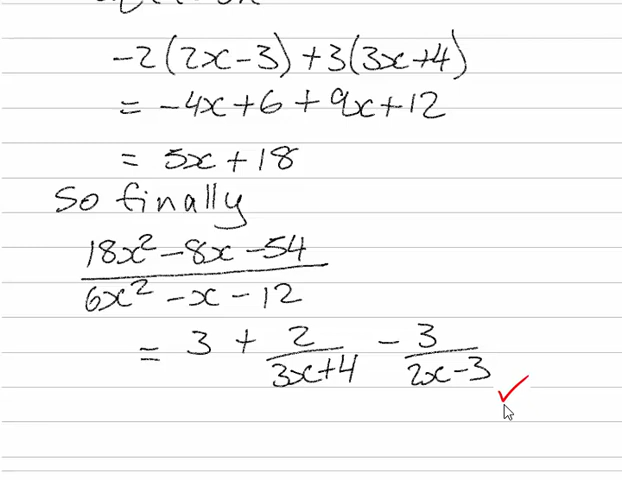 -2(2x-3)+3(3x+4)
= -4x+6+9x+12
= 5x+18
So finally
18x² -8x -54
6x² -x -12
= 3 + 2/(3x+4) - 3/(2x-3)